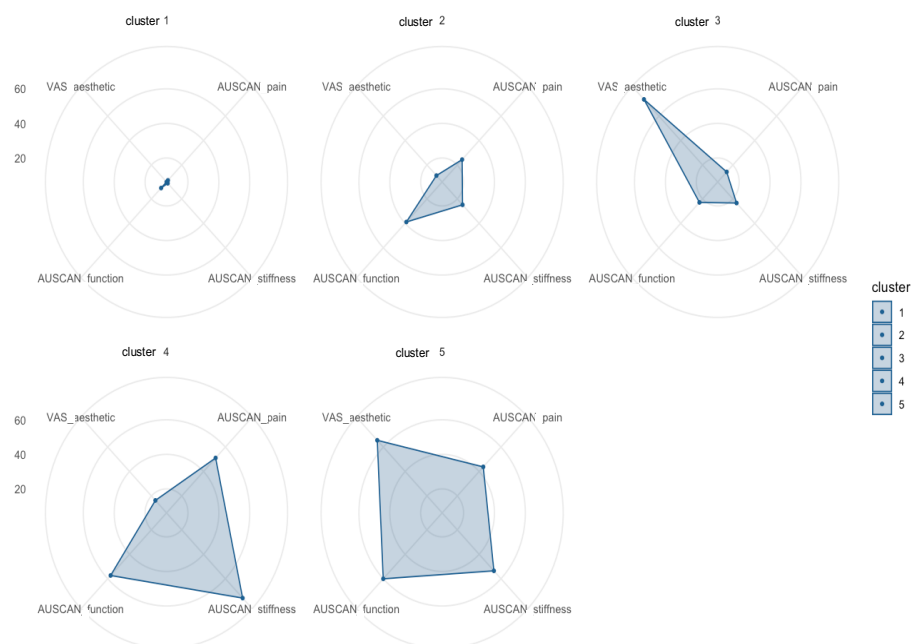 cluster 1
cluster 2
cluster 3
VAS_aesthetic
AUSCAN_pain
VAS_aesthetic
AUSCAN_pain
VAS_aesthetic
AUSCAN_pain
60
40
20
AUSCAN_function
AUSCAN_stiffness
AUSCAN_function
AUSCAN_stiffness
AUSCAN_function
AUSCAN_stiffness
cluster
1
2
3
4
5
cluster 4
cluster 5
VAS_aesthetic
AUSCAN_pain
VAS_aesthetic
AUSCAN_pain
60
40
20
AUSCAN_function
AUSCAN_stiffness
AUSCAN_function
AUSCAN_stiffness